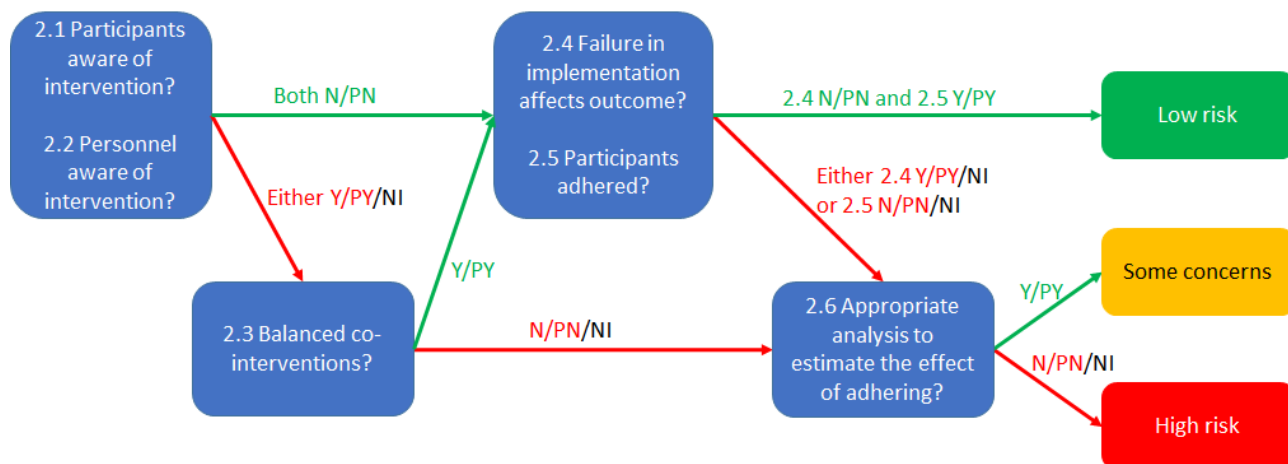 2.1 Participants
aware of
intervention?
2.2 Personnel
aware of
intervention?
Both N/PN
Either Y/PY/NI
2.3 Balanced co-
interventions?
Y/PY
N/PN/NI
2.4 Failure in
implementation
affects outcome?
2.5 Participants
adhered?
2.4 N/PN and 2.5 Y/PY
Either 2.4 Y/PY/NI
or 2.5 N/PN/NI
2.6 Appropriate
analysis to
estimate the effect
of adhering?
Y/PY
N/PN/NI
Low risk
Some concerns
High risk